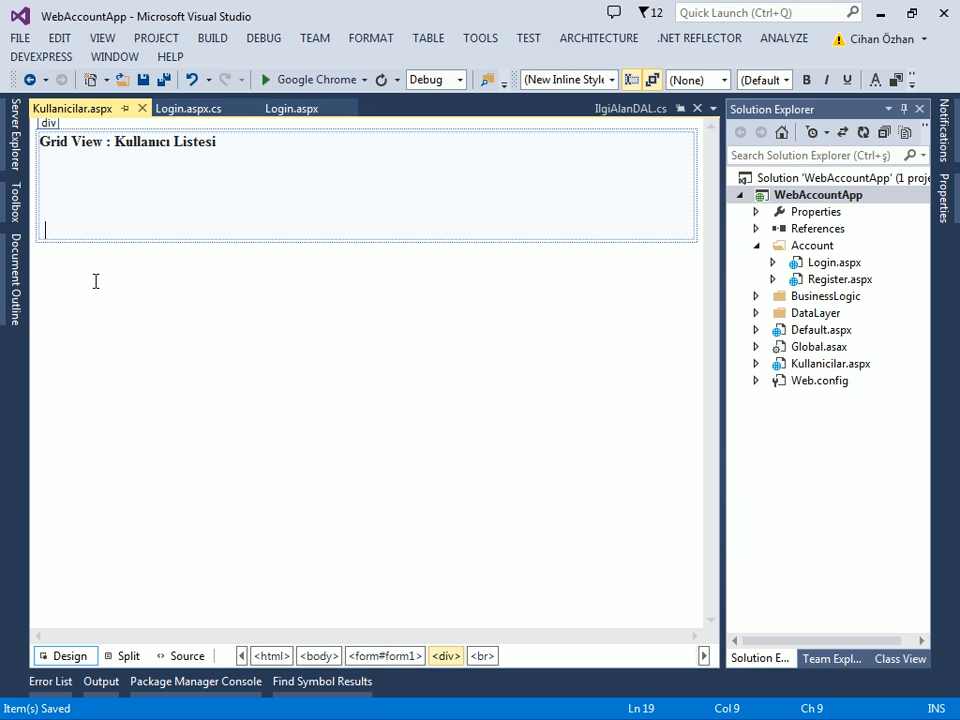 WebAccountApp - Microsoft Visual Studio
12
Quick Launch (Ctrl+Q)
FILE EDIT VIEW PROJECT BUILD DEBUG TEAM FORMAT TABLE TOOLS TEST ARCHITECTURE .NET REFLECTOR ANALYZE Cihan Özhan
DEVEXPRESS WINDOW HELP
Google Chrome Debug (New Inline Style (None) (Default B I U A
Kullanicilar.aspx Login.aspx.cs Login.aspx IlgiAlanDAL.cs
div
Grid View : Kullanıcı Listesi
Server Explorer
Toolbox
Document Outline
Solution Explorer
Search Solution Explorer (Ctrl+ş)
Solution 'WebAccountApp' (1 proje
WebAccountApp
Properties
References
Account
Login.aspx
Register.aspx
BusinessLogic
DataLayer
Default.aspx
Global.asax
Kullanicilar.aspx
Web.config
Notifications
Properties
Design Split Source <html> <body> <form#form1> <div> <br>
Solution E... Team Expl... Class View
Error List Output Package Manager Console Find Symbol Results
Item(s) Saved Ln 19 Col 9 Ch 9 INS